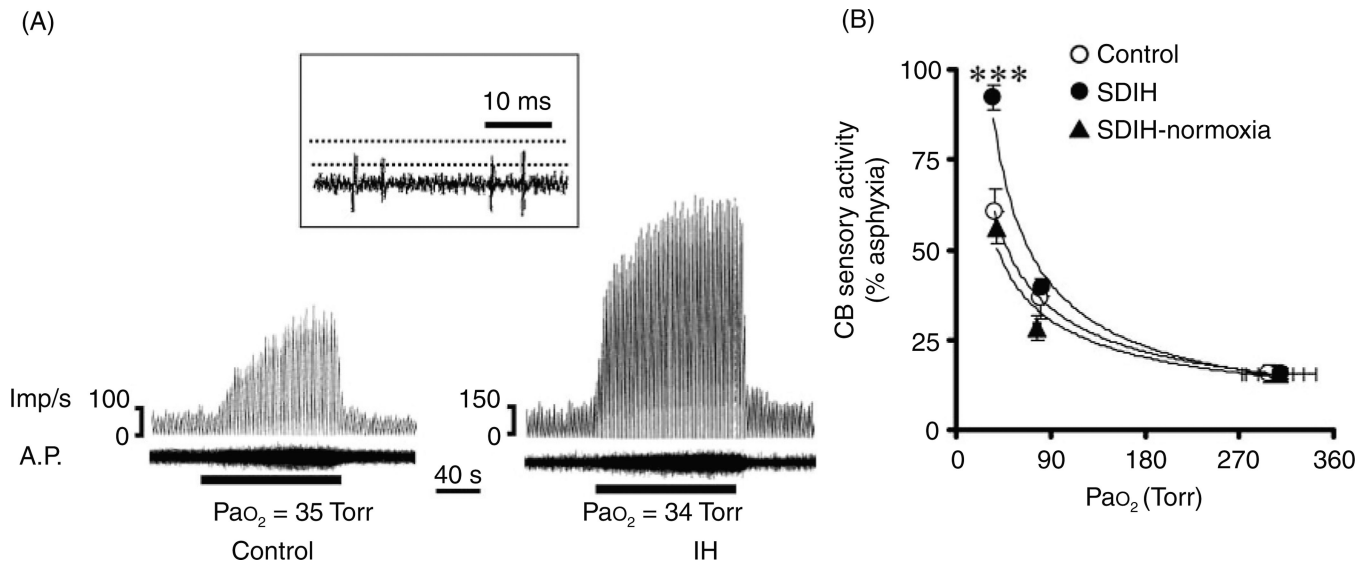 (A)
10 ms
Imp/s
100
0
A.P.
PaO₂ = 35 Torr
Control
40 s
150
0
PaO₂ = 34 Torr
IH
(B)
Control
SDIH
SDIH-normoxia
***
CB sensory activity
(% asphyxia)
100
75
50
25
0
0 90 180 270 360
PaO₂ (Torr)